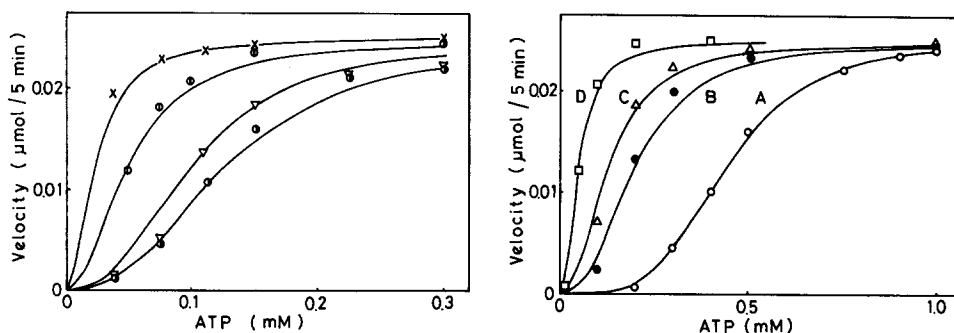 Velocity ( µmol / 5 min )
0.02
0.01
0
0
0.1
0.2
0.3
ATP ( mM )
Velocity ( µmol / 5 min )
0.02
0.01
0
D
C
B
A
0
0.5
1.0
ATP ( mM )